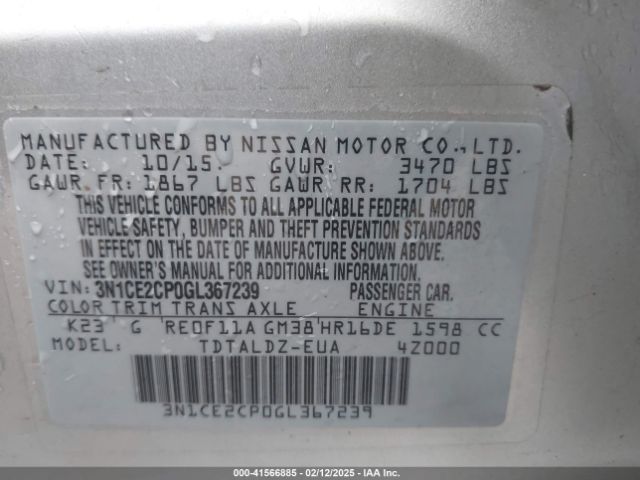 MANUFACTURED BY NISSAN MOTOR CO., LTD.
DATE: 10/15. GVWR: 3470 LBS
GAWR FR: 1867 LBS GAWR RR: 1704 LBS
THIS VEHICLE CONFORMS TO ALL APPLICABLE FEDERAL MOTOR
VEHICLE SAFETY, BUMPER AND THEFT PREVENTION STANDARDS
IN EFFECT ON THE DATE OF MANUFACTURE SHOWN ABOVE.
SEE OWNER'S MANUAL FOR ADDITIONAL INFORMATION
VIN: 3N1CE2CP0GL367239 PASSENGER CAR.
COLOR TRIM TRANS AXLE ENGINE
K23 G RE0F11A GM38 HR16DE 1598 CC
MODEL: TDTALDZ-EUA 4Z000
3N1CE2CP0GL367239
000-41566885 - 02/12/2025 - IAA Inc.